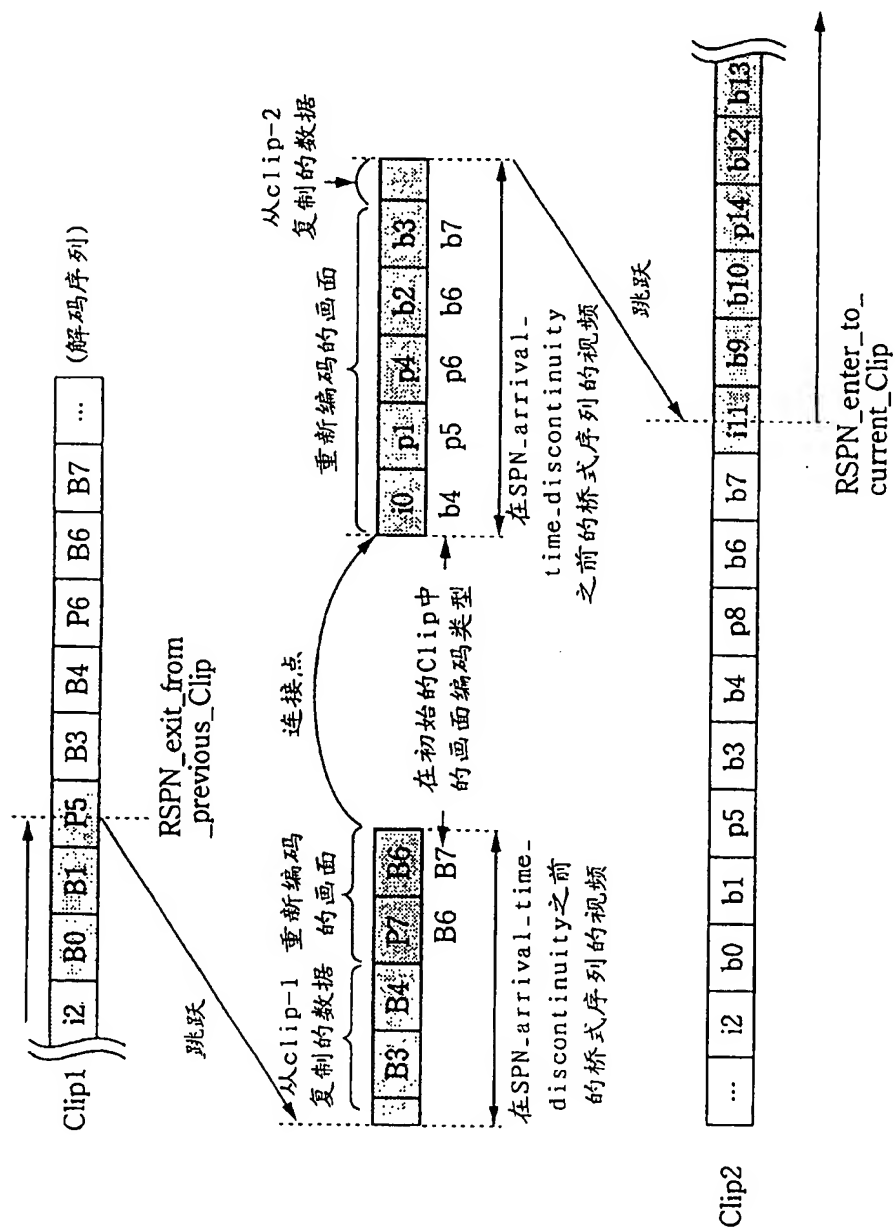 Clip1
i2 B0 B1 P5 B3 B4 P6 B6 B7 ...
(解码序列)
RSPN_exit_from
_previous_Clip
跳跃
从clip-1
复制的数据
重新编码
的画面
连接点
重新编码的画面
从clip-2
复制的数据
B3 B4 P7 B6
i0 p1 p4 b2 b3
B6 B7
在初始的Clip中
的画面编码类型
b4 p5 p6 b6 b7
在SPN_arrival_time_
discontinuity之前
的桥式序列的视频
在SPN_arrival_
time_discontinuity
之前的桥式序列的视频
跳跃
Clip2
... i2 b0 b1 p5 b3 b4 p8 b6 b7 i11 b9 b10 p14 b12 b13
RSPN_enter_to_
current_Clip